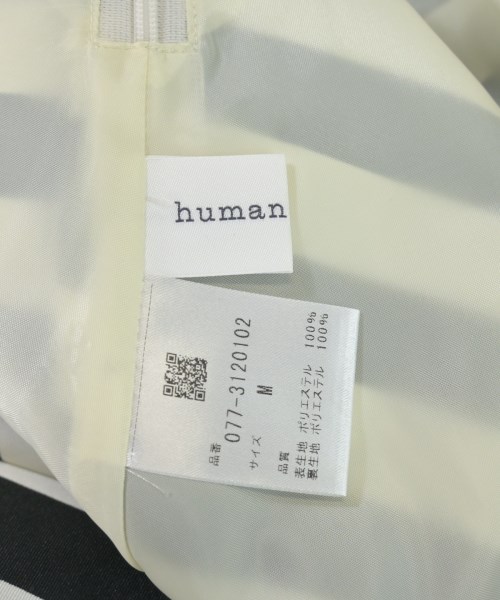 human
品番
077-3120102
サイズ
M
品質
表生地 ポリエステル 100%
裏生地 ポリエステル 100%